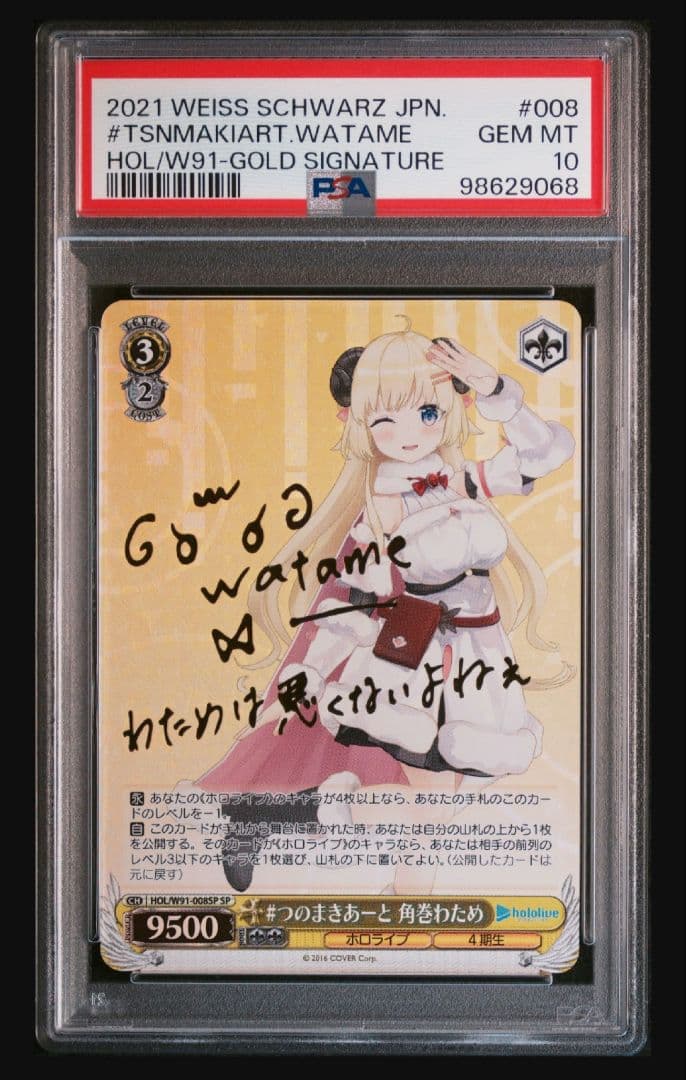 2021 WEISS SCHWARZ JPN. #008
#TSNMAKIART.WATAME GEM MT
HOL/W91-GOLD SIGNATURE 10
PSA 98629068
LEVEL
3
2
COST
watame
わためは悪くないよねぇ
永 あなたの《ホロライブ》のキャラが4枚以上なら、あなたの手札のこのカー
ドのレベルを－1。
自 このカードが手札から舞台に置かれた時、あなたは自分の山札の上から1枚
を公開する。そのカードが《ホロライブ》のキャラなら、あなたは相手の前列の
レベル3以下のキャラを1枚選び、山札の下に置いてよい。（公開したカードは
元に戻す）
CH HOL/W91-008SP SP
#つのまきあーと 角巻わため hololive
POWER 9500 SOUL
ホロライブ 4期生
© 2016 COVER Corp.
PSA